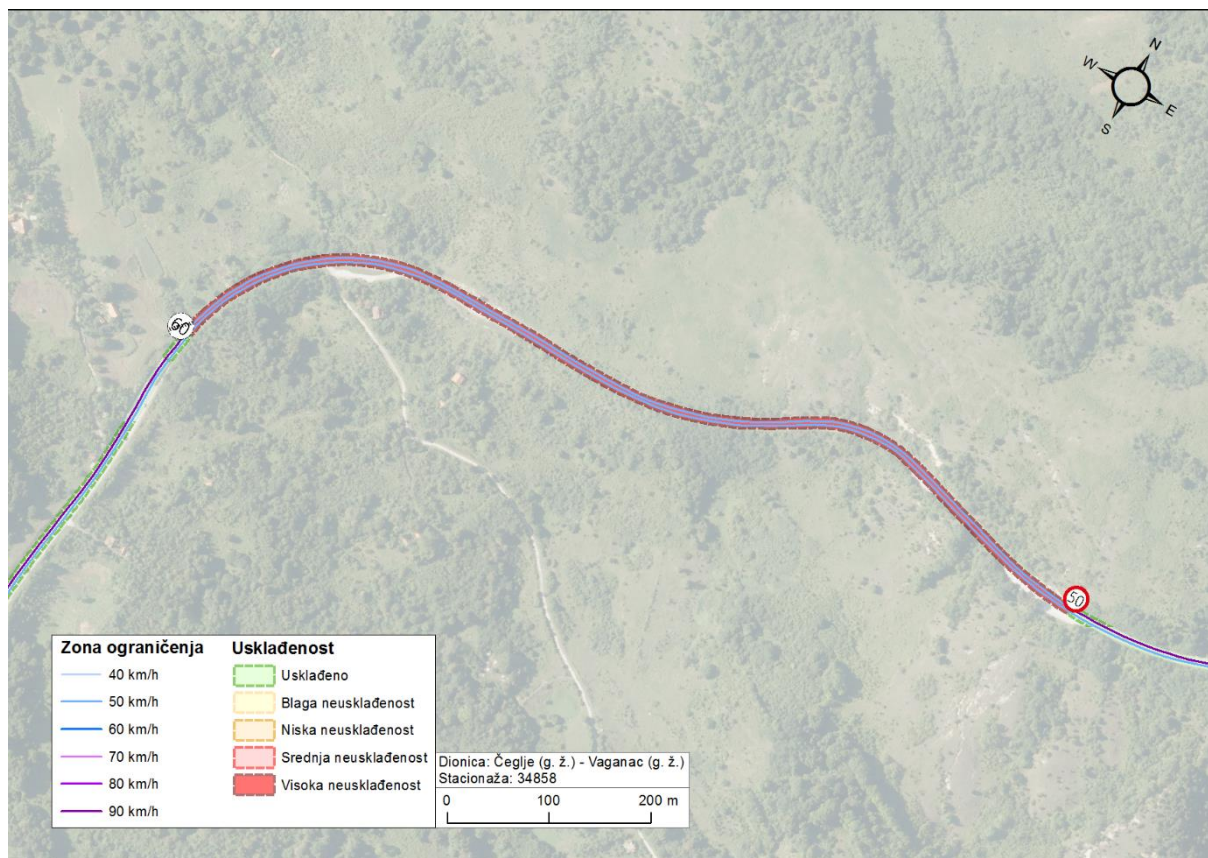 N
W
E
S
60
50
Zona ograničenja
40 km/h
50 km/h
60 km/h
70 km/h
80 km/h
90 km/h
Usklađenost
Usklađeno
Blaga neusklađenost
Niska neusklađenost
Srednja neusklađenost
Visoka neusklađenost
Dionica: Čeglje (g. ž.) - Vaganac (g. ž.)
Stacionaža: 34858
0 100 200 m